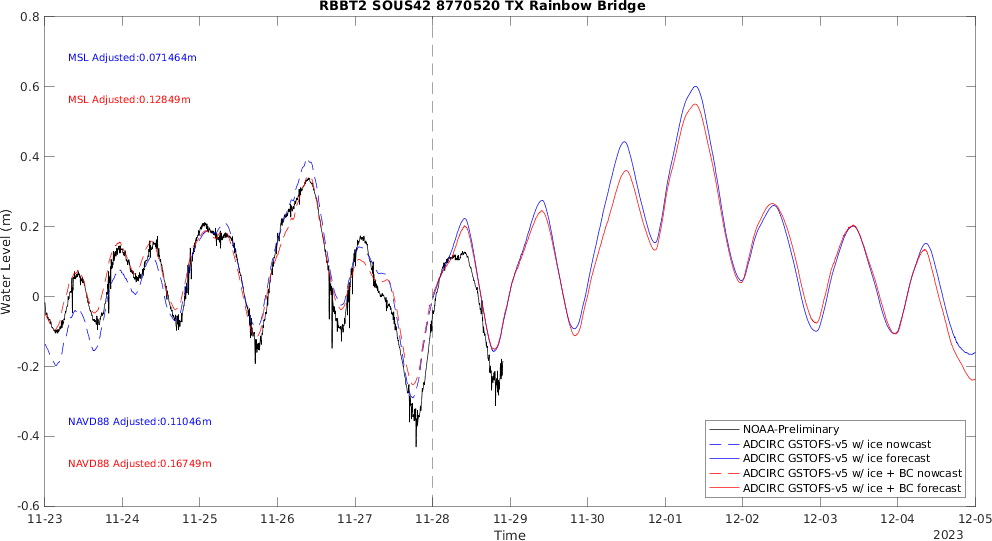 RBBT2 SOUS42 8770520 TX Rainbow Bridge
0.8
MSL Adjusted:0.071464m
0.6
MSL Adjusted:0.12849m
0.4
0.2
Water Level (m)
0
-0.2
NAVD88 Adjusted:0.11046m
-0.4
NAVD88 Adjusted:0.16749m
-0.6
NOAA-Preliminary
ADCIRC GSTOFS-v5 w/ ice nowcast
ADCIRC GSTOFS-v5 w/ ice forecast
ADCIRC GSTOFS-v5 w/ ice + BC nowcast
ADCIRC GSTOFS-v5 w/ ice + BC forecast
11-23 11-24 11-25 11-26 11-27 11-28 11-29 11-30 12-01 12-02 12-03 12-04 12-05
Time
2023